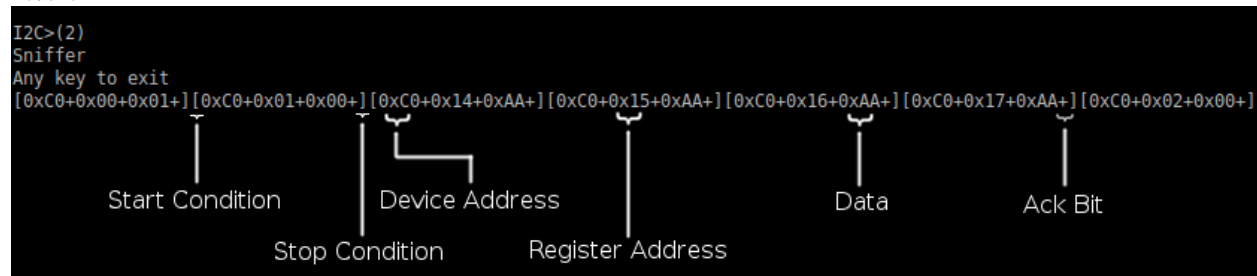 I2C>(2)
Sniffer
Any key to exit
[0xC0+0x00+0x01+][0xC0+0x01+0x00+][0xC0+0x14+0xAA+][0xC0+0x15+0xAA+][0xC0+0x16+0xAA+][0xC0+0x17+0xAA+][0xC0+0x02+0x00+]
Start Condition
Device Address
Data
Ack Bit
Stop Condition
Register Address